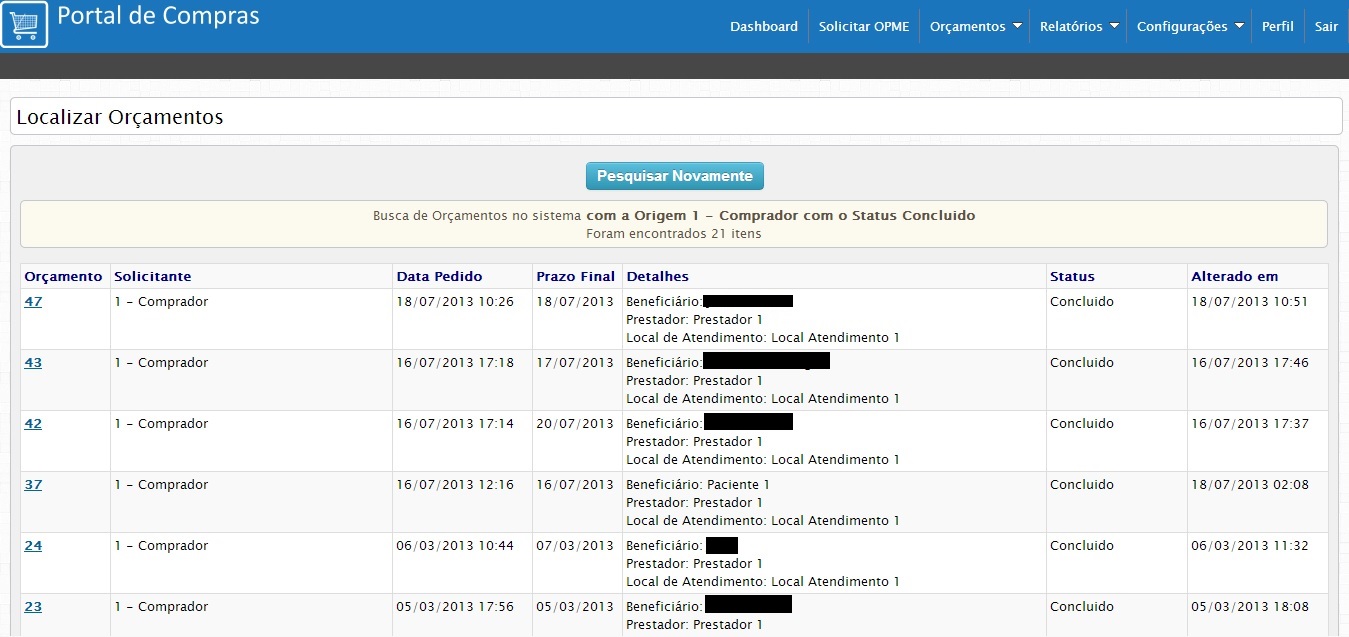 Portal de Compras
Dashboard Solicitar OPME Orçamentos Relatórios Configurações Perfil Sair
Localizar Orçamentos
Pesquisar Novamente
Busca de Orçamentos no sistema com a Origem 1 - Comprador com o Status Concluido
Foram encontrados 21 itens
Orçamento Solicitante Data Pedido Prazo Final Detalhes Status Alterado em
47 1 - Comprador 18/07/2013 10:26 18/07/2013 Beneficiário: Concluido 18/07/2013 10:51
Prestador: Prestador 1
Local de Atendimento: Local Atendimento 1
43 1 - Comprador 16/07/2013 17:18 17/07/2013 Beneficiário: Concluido 16/07/2013 17:46
Prestador: Prestador 1
Local de Atendimento: Local Atendimento 1
42 1 - Comprador 16/07/2013 17:14 20/07/2013 Beneficiário: Concluido 16/07/2013 17:37
Prestador: Prestador 1
Local de Atendimento: Local Atendimento 1
37 1 - Comprador 16/07/2013 12:16 16/07/2013 Beneficiário: Paciente 1 Concluido 18/07/2013 02:08
Prestador: Prestador 1
Local de Atendimento: Local Atendimento 1
24 1 - Comprador 06/03/2013 10:44 07/03/2013 Beneficiário: Concluido 06/03/2013 11:32
Prestador: Prestador 1
Local de Atendimento: Local Atendimento 1
23 1 - Comprador 05/03/2013 17:56 05/03/2013 Beneficiário: Concluido 05/03/2013 18:08
Prestador: Prestador 1